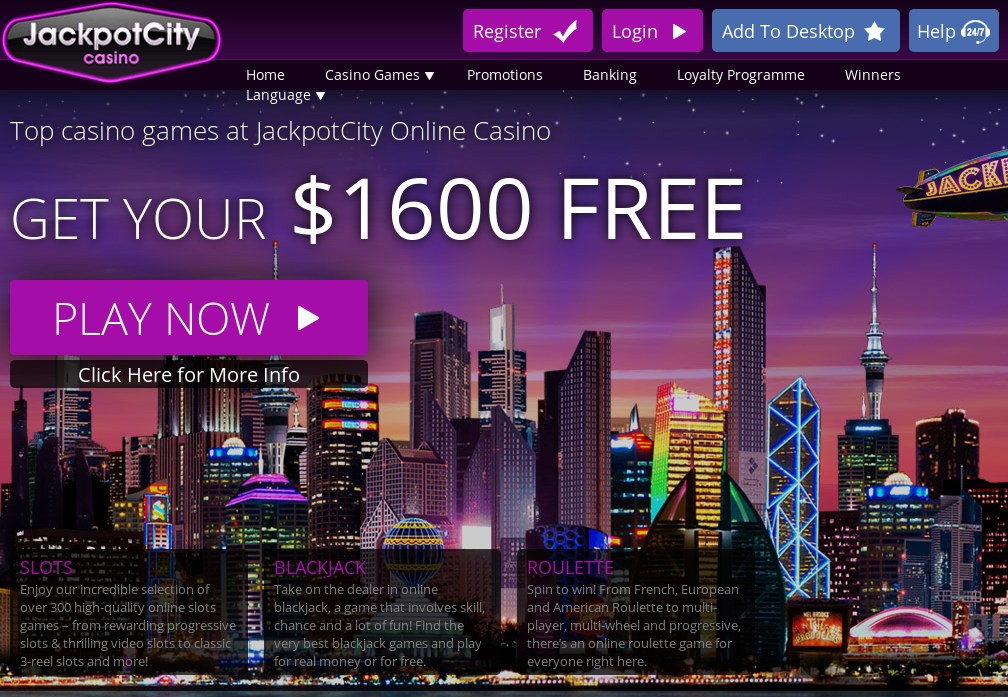 JackpotCity
casino
Register
Login
Add To Desktop
Help 24/7
Home
Casino Games
Promotions
Banking
Loyalty Programme
Winners
Language
Top casino games at JackpotCity Online Casino
GET YOUR $1600 FREE
PLAY NOW
Click Here for More Info
SLOTS
Enjoy our incredible selection of
over 300 high-quality online slots
games – from rewarding progressive
slots & thrilling video slots to classic
3-reel slots and more!
BLACKJACK
Take on the dealer in online
blackjack, a game that involves skill,
chance and a lot of fun! Find the
very best blackjack games and play
for real money or for free.
ROULETTE
Spin to win! From French, European
and American Roulette to multi-
player, multi-wheel and progressive,
there's an online roulette game for
everyone right here.